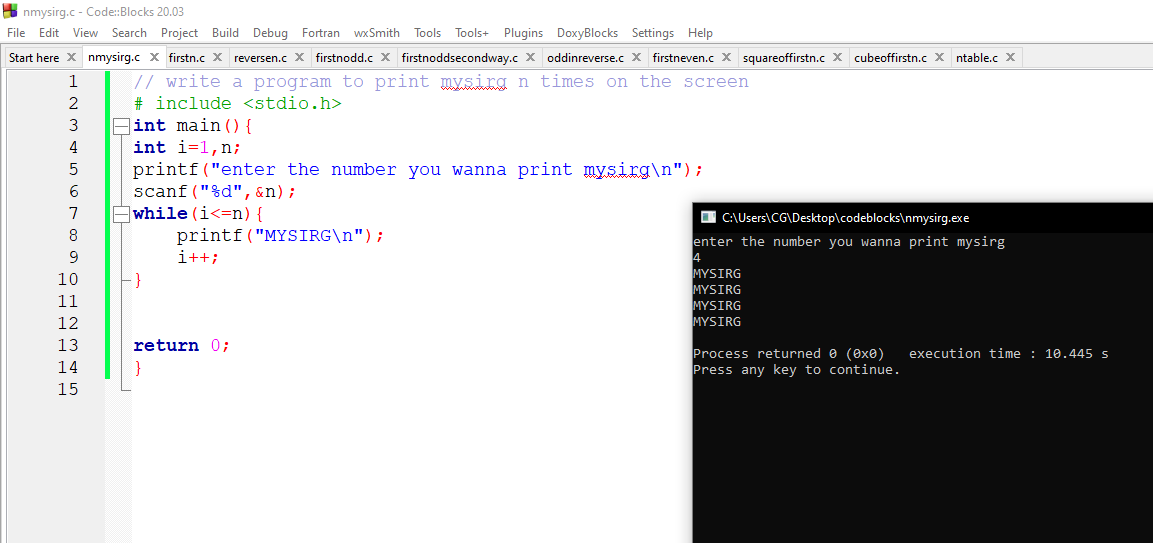 nmysirg.c - Code::Blocks 20.03
File Edit View Search Project Build Debug Fortran wxSmith Tools Tools+ Plugins DoxyBlocks Settings Help
Start here X nmysirg.c X firstn.c X reversen.c X firstnodd.c X firstnoddsecondway.c X oddinreverse.c X firstneven.c X squareoffirstn.c X cubeoffirstn.c X ntable.c X
1 // write a program to print mysirg n times on the screen
2 # include <stdio.h>
3 int main(){
4 int i=1,n;
5 printf("enter the number you wanna print mysirg\n");
6 scanf("%d",&n);
7 while(i<=n){
8     printf("MYSIRG\n");
9     i++;
10 }
11
12
13 return 0;
14 }
15
C:\Users\CG\Desktop\codeblocks\nmysirg.exe
enter the number you wanna print mysirg
4
MYSIRG
MYSIRG
MYSIRG
MYSIRG
Process returned 0 (0x0)   execution time : 10.445 s
Press any key to continue.